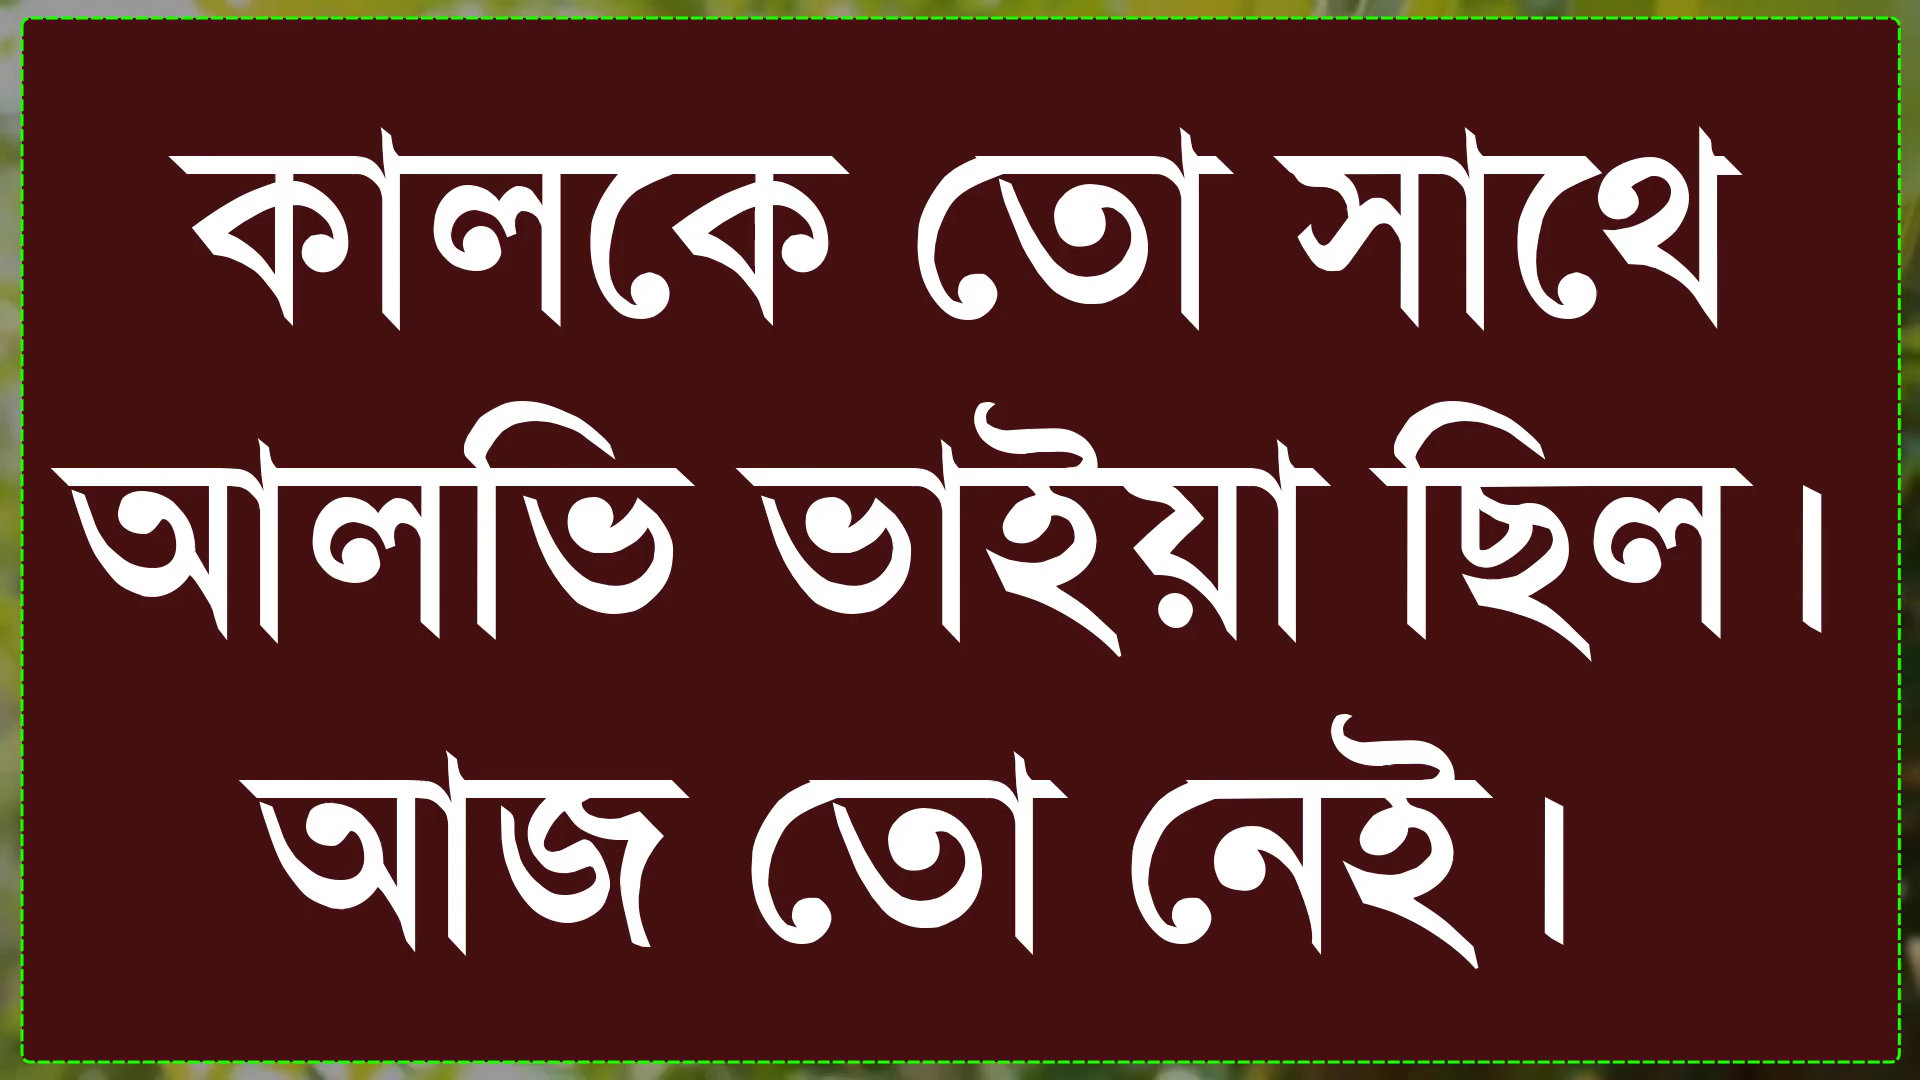 কালকে তো সাথে
আলভি ভাইয়া ছিল।
আজ তো নেই।